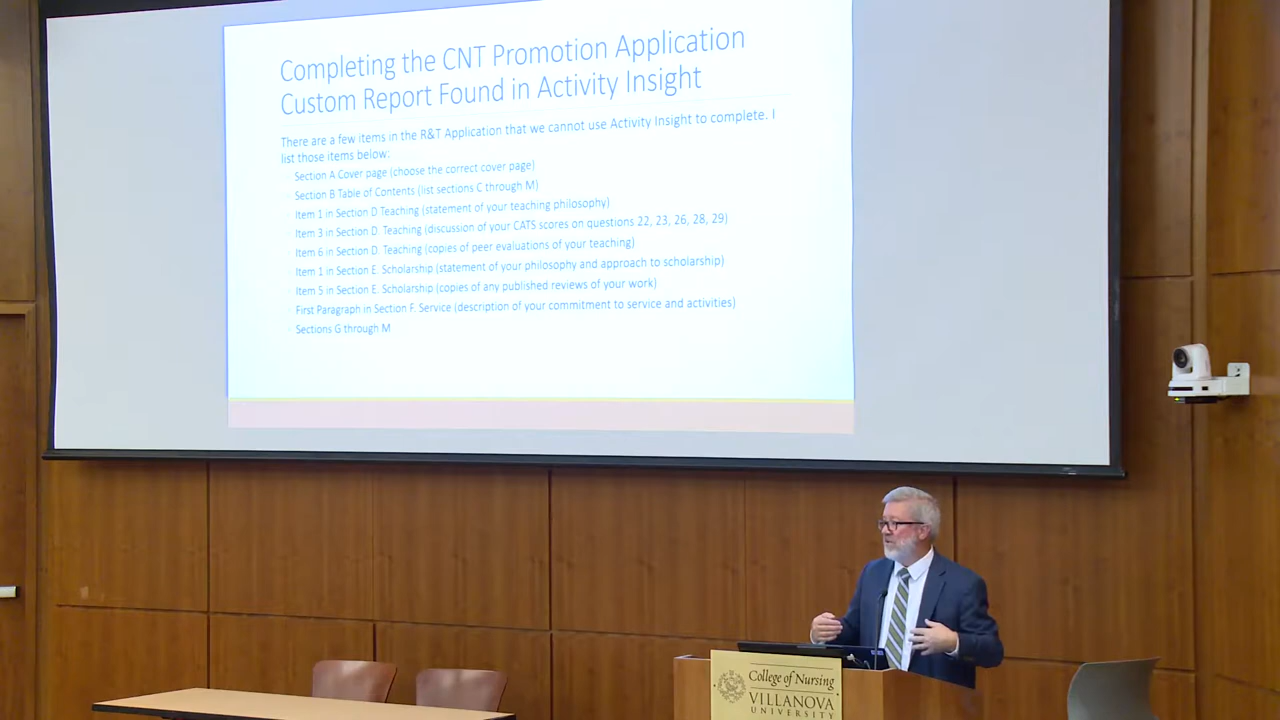 Completing the CNT Promotion Application
Custom Report Found in Activity Insight
There are a few items in the R&T Application that we cannot use Activity Insight to complete. I
list those items below:
Section A Cover page (choose the correct cover page)
Section B Table of Contents (list sections C through M)
Item 1 in Section D Teaching (statement of your teaching philosophy)
Item 3 in Section D. Teaching (discussion of your CATS scores on questions 22, 23, 26, 28, 29)
Item 6 in Section D. Teaching (copies of peer evaluations of your teaching)
Item 1 in Section E. Scholarship (statement of your philosophy and approach to scholarship)
Item 5 in Section E. Scholarship (copies of any published reviews of your work)
First Paragraph in Section F. Service (description of your commitment to service and activities)
Sections G through M
College of Nursing
VILLANOVA
UNIVERSITY